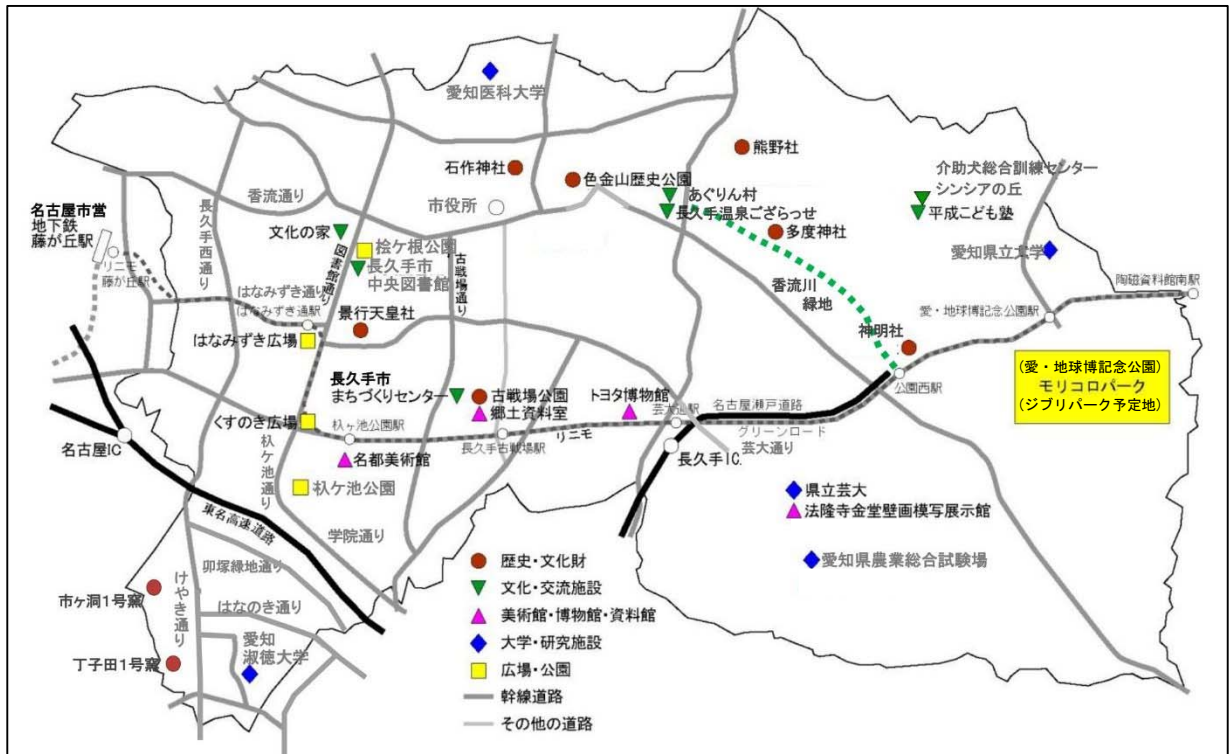 愛知医科大学
熊野社
石作神社
色金山歴史公園
介助犬総合訓練センター
シンシアの丘
平成こども塾
あぐりん村
長久手温泉ござらっせ
香流通り
市役所
名古屋市営
地下鉄
藤が丘駅
リニモ
藤が丘駅
長久手西通り
文化の家
図書館通り
桧ケ根公園
長久手市
中央図書館
古戦場通り
多度神社
愛知県立大学
香流川
緑地
陶磁資料館南駅
はなみずき通り
はなみずき通駅
景行天皇社
はなみずき広場
愛・地球博記念公園駅
神明社
公園西駅
(愛・地球博記念公園)
モリコロパーク
(ジブリパーク予定地)
長久手市
まちづくりセンター
古戦場公園
郷土資料室
トヨタ博物館
芸大通駅
名古屋瀬戸道路
グリーンロード
芸大通り
くすのき広場
杁ヶ池公園駅
長久手古戦場駅
リニモ
長久手IC.
名古屋IC
杁ケ池通り
名都美術館
杁ケ池公園
県立芸大
法隆寺金堂壁画模写展示館
東名高速道路
学院通り
卯塚緑地通り
愛知県農業総合試験場
市ヶ洞1号窯
けやき通り
はなのき通り
丁子田1号窯
愛知
淑徳大学
歴史・文化財
文化・交流施設
美術館・博物館・資料館
大学・研究施設
広場・公園
幹線道路
その他の道路